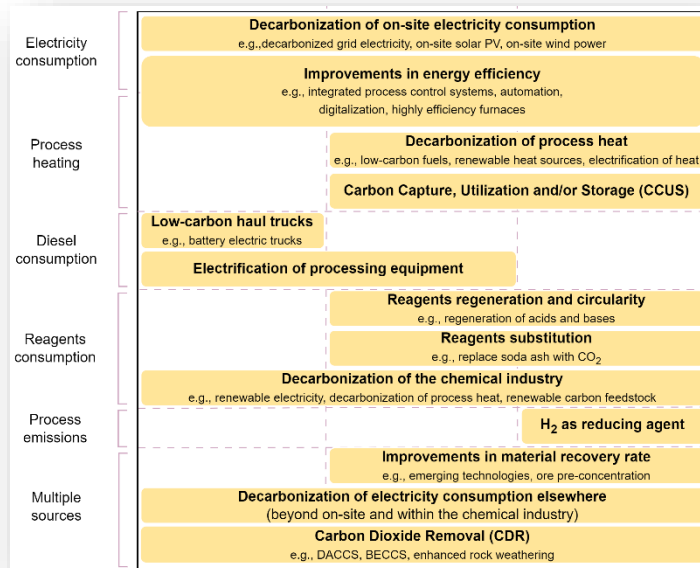 Electricity
consumption
Decarbonization of on-site electricity consumption
e.g.,decarbonized grid electricity, on-site solar PV, on-site wind power
Improvements in energy efficiency
e.g., integrated process control systems, automation,
digitalization, highly efficiency furnaces
Process
heating
Decarbonization of process heat
e.g., low-carbon fuels, renewable heat sources, electrification of heat
Carbon Capture, Utilization and/or Storage (CCUS)
Diesel
consumption
Low-carbon haul trucks
e.g., battery electric trucks
Electrification of processing equipment
Reagents
consumption
Reagents regeneration and circularity
e.g., regeneration of acids and bases
Reagents substitution
e.g., replace soda ash with CO₂
Decarbonization of the chemical industry
e.g., renewable electricity, decarbonization of process heat, renewable carbon feedstock
Process
emissions
H₂ as reducing agent
Multiple
sources
Improvements in material recovery rate
e.g., emerging technologies, ore pre-concentration
Decarbonization of electricity consumption elsewhere
(beyond on-site and within the chemical industry)
Carbon Dioxide Removal (CDR)
e.g., DACCS, BECCS, enhanced rock weathering